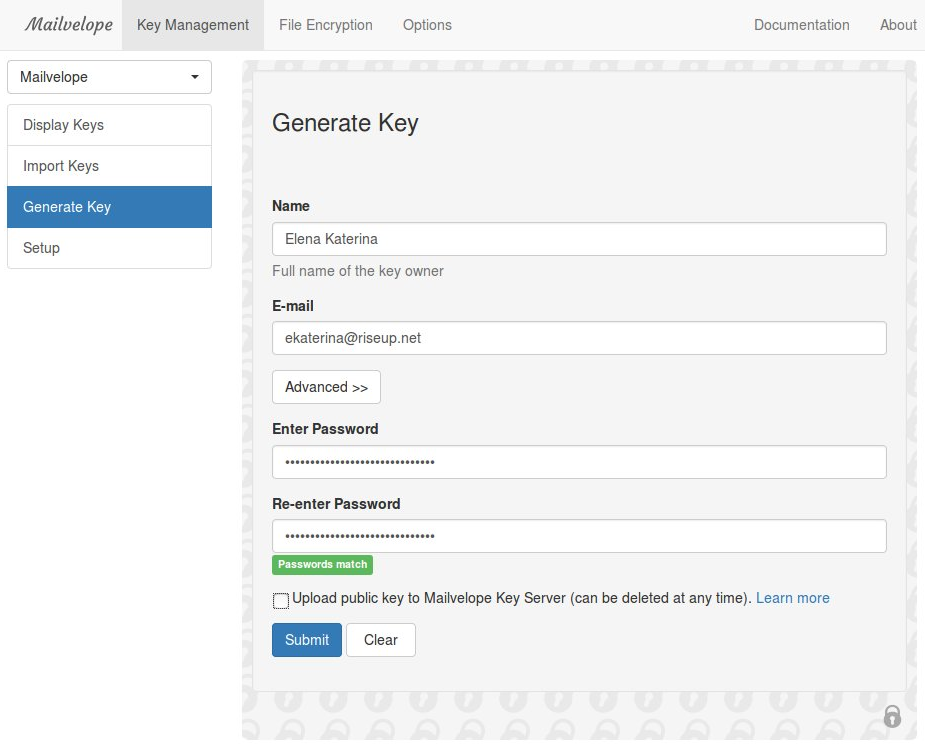 Mailvelope Key Management File Encryption Options Documentation About
Mailvelope
Display Keys
Import Keys
Generate Key
Setup
Generate Key
Name
Elena Katerina
Full name of the key owner
E-mail
ekaterina@riseup.net
Advanced >>
Enter Password
••••••••••••••••••••••••••••••
Re-enter Password
••••••••••••••••••••••••••••••
Passwords match
Upload public key to Mailvelope Key Server (can be deleted at any time). Learn more
Submit Clear